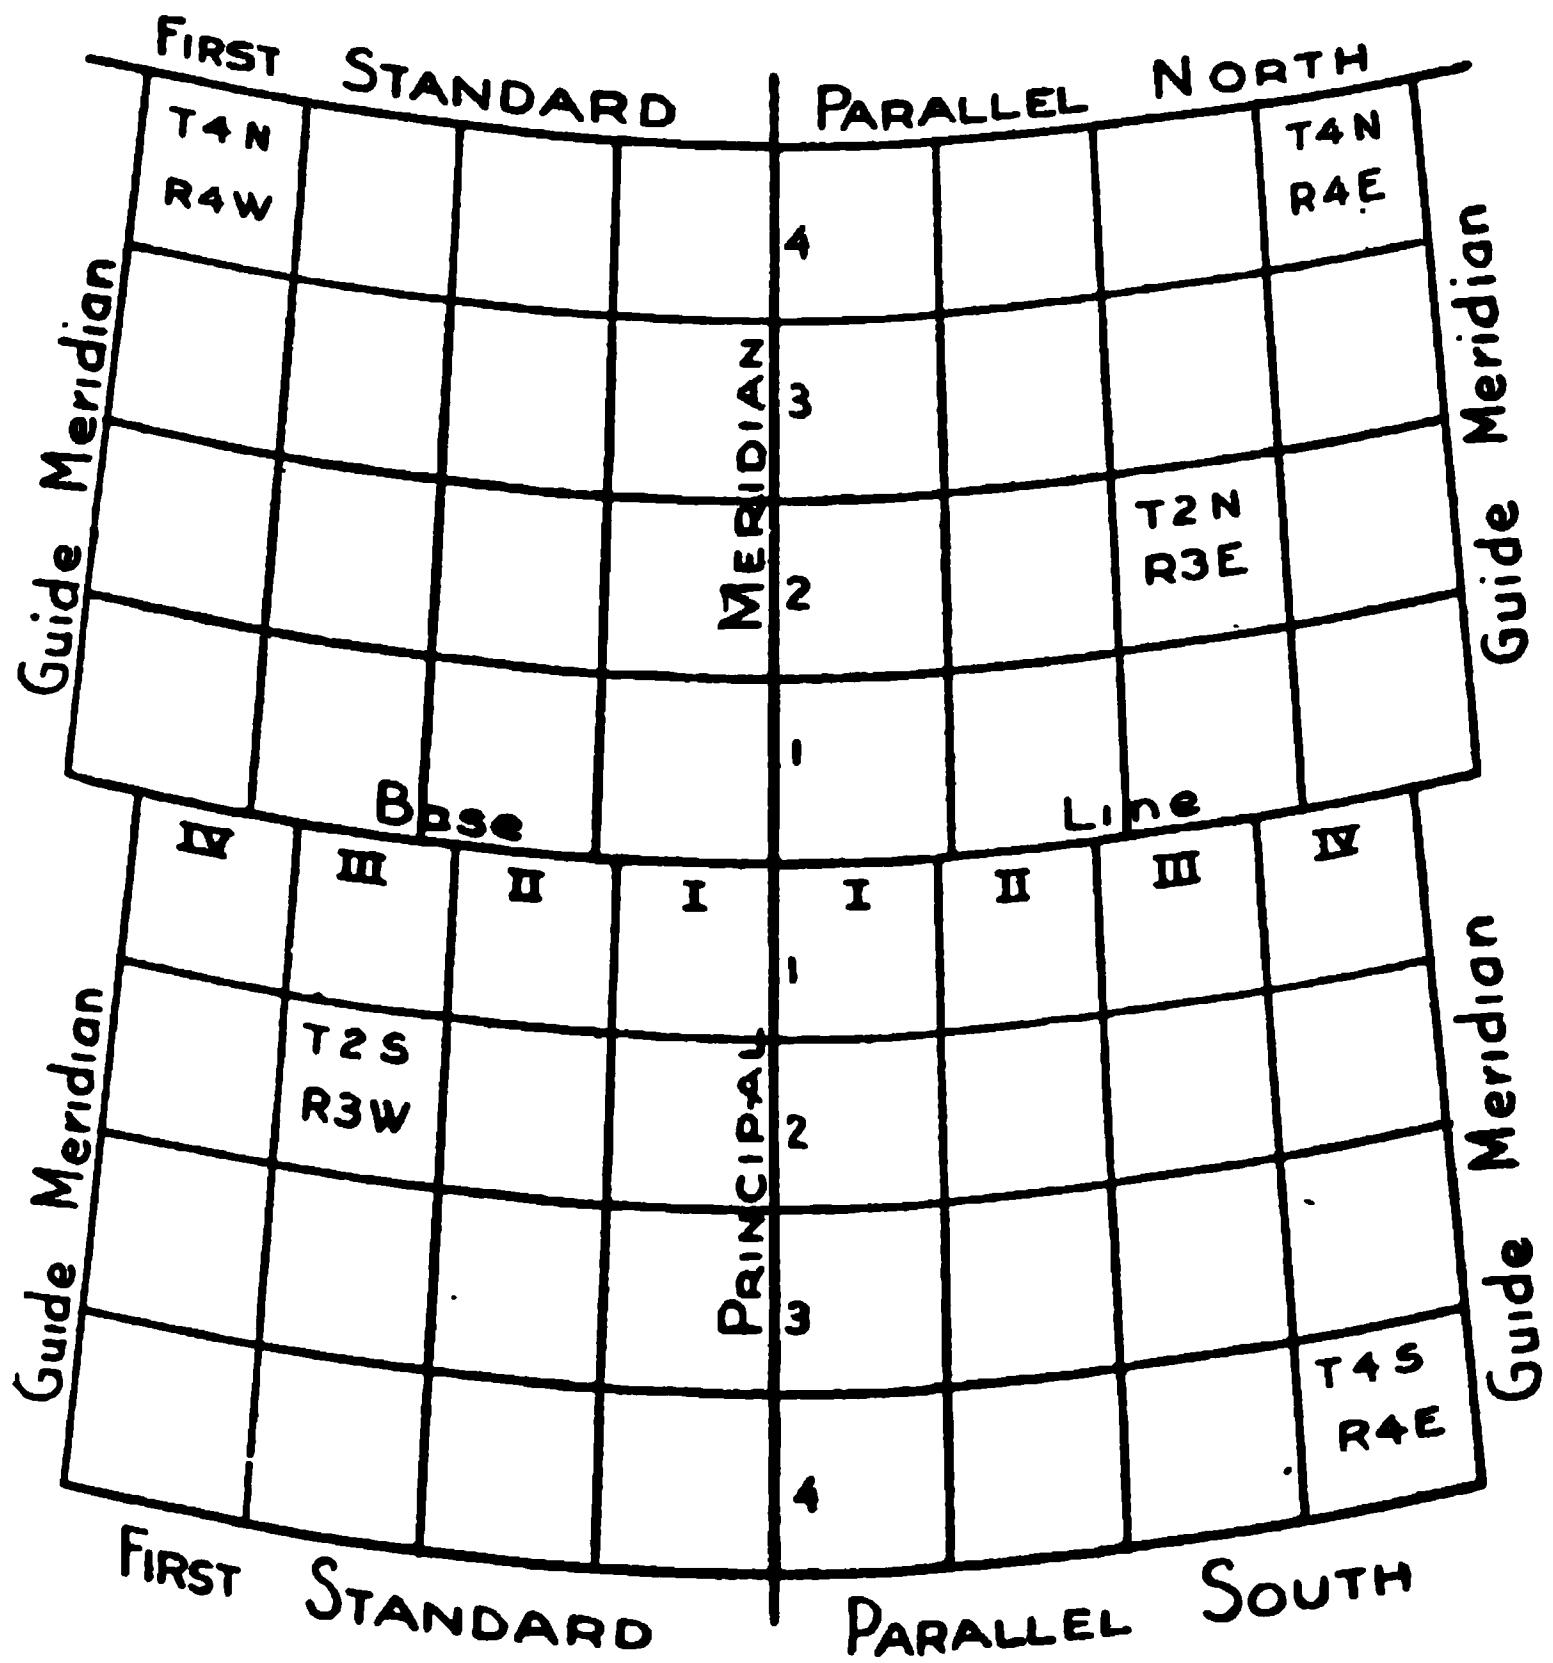 FIRST STANDARD PARALLEL NORTH
T4N
R4W
T4N
R4E
4
Guide Meridian
Guide Meridian
MERIDIAN
3
T2N
R3E
2
1
Base Line
IV III II I I II III IV
1
T2S
R3W
Guide Meridian
Guide Meridian
PRINCIPAL
2
3
T4S
R4E
4
FIRST STANDARD PARALLEL SOUTH